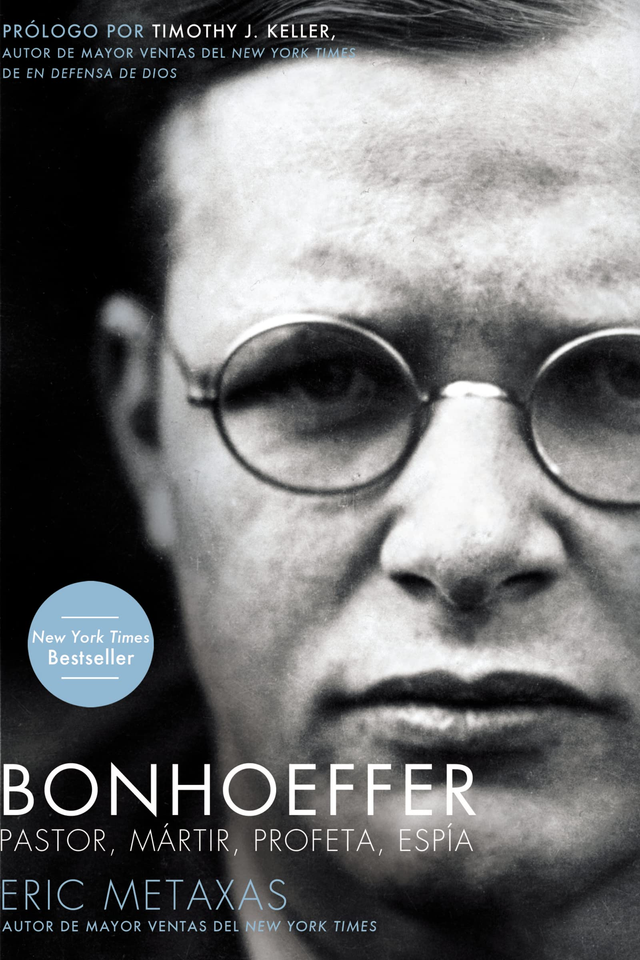 PRÓLOGO POR TIMOTHY J. KELLER,
AUTOR DE MAYOR VENTAS DEL NEW YORK TIMES
DE EN DEFENSA DE DIOS
New York Times
Bestseller
BONHOEFFER
PASTOR, MÁRTIR, PROFETA, ESPÍA
ERIC METAXAS
AUTOR DE MAYOR VENTAS DEL NEW YORK TIMES